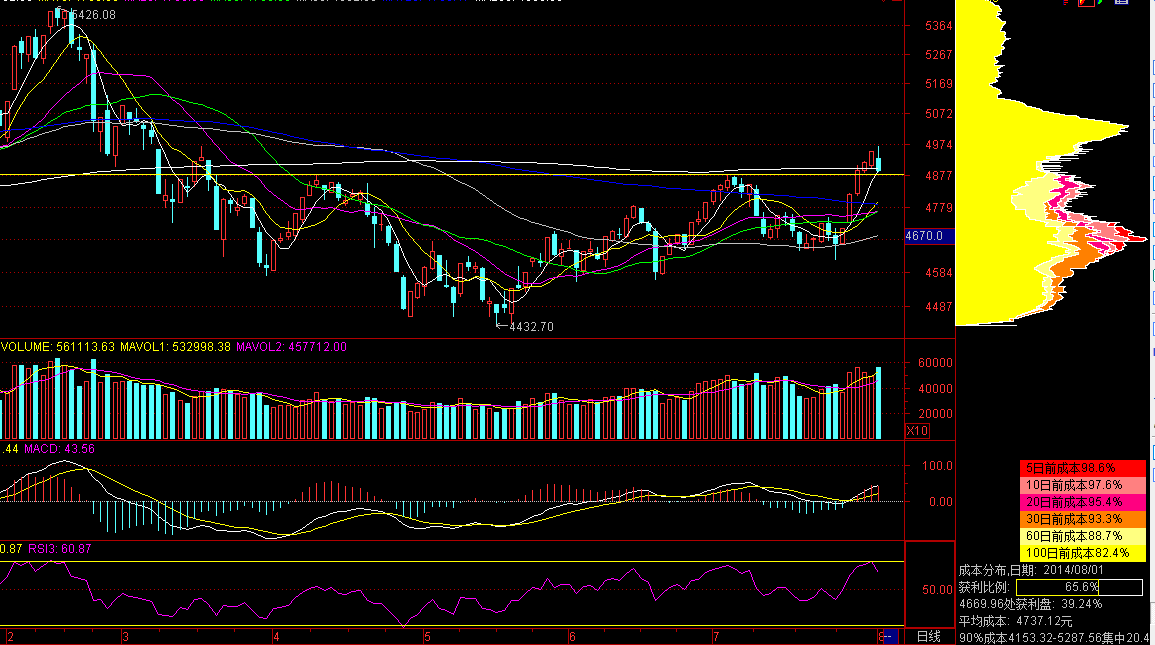 5426.08
5364
5267
5169
5072
4974
4877
4779
4670.0
4584
4487
4432.70
VOLUME: 561113.63 MAVOL1: 532998.38 MAVOL2: 457712.00
60000
40000
20000
X10
.44 MACD: 43.56
100.0
0.00
0.87 RSI3: 60.87
50.00
2 3 4 5 6 7 8 日线
5日前成本98.6%
10日前成本97.6%
20日前成本95.4%
30日前成本93.3%
60日前成本88.7%
100日前成本82.4%
成本分布,日期: 2014/08/01
获利比例: 65.6%
4669.96处获利盘: 39.24%
平均成本: 4737.12元
90%成本4153.32-5287.56集中20.4